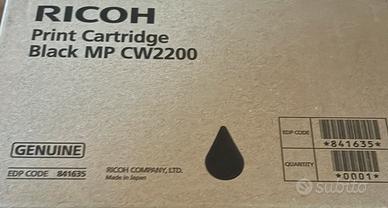 RICOH
Print Cartridge
Black MP CW2200
GENUINE
EDP CODE 841635
RICOH COMPANY, LTD.
Made in Japan
EDP CODE
*841635*
QUANTITY
*0001*
subito